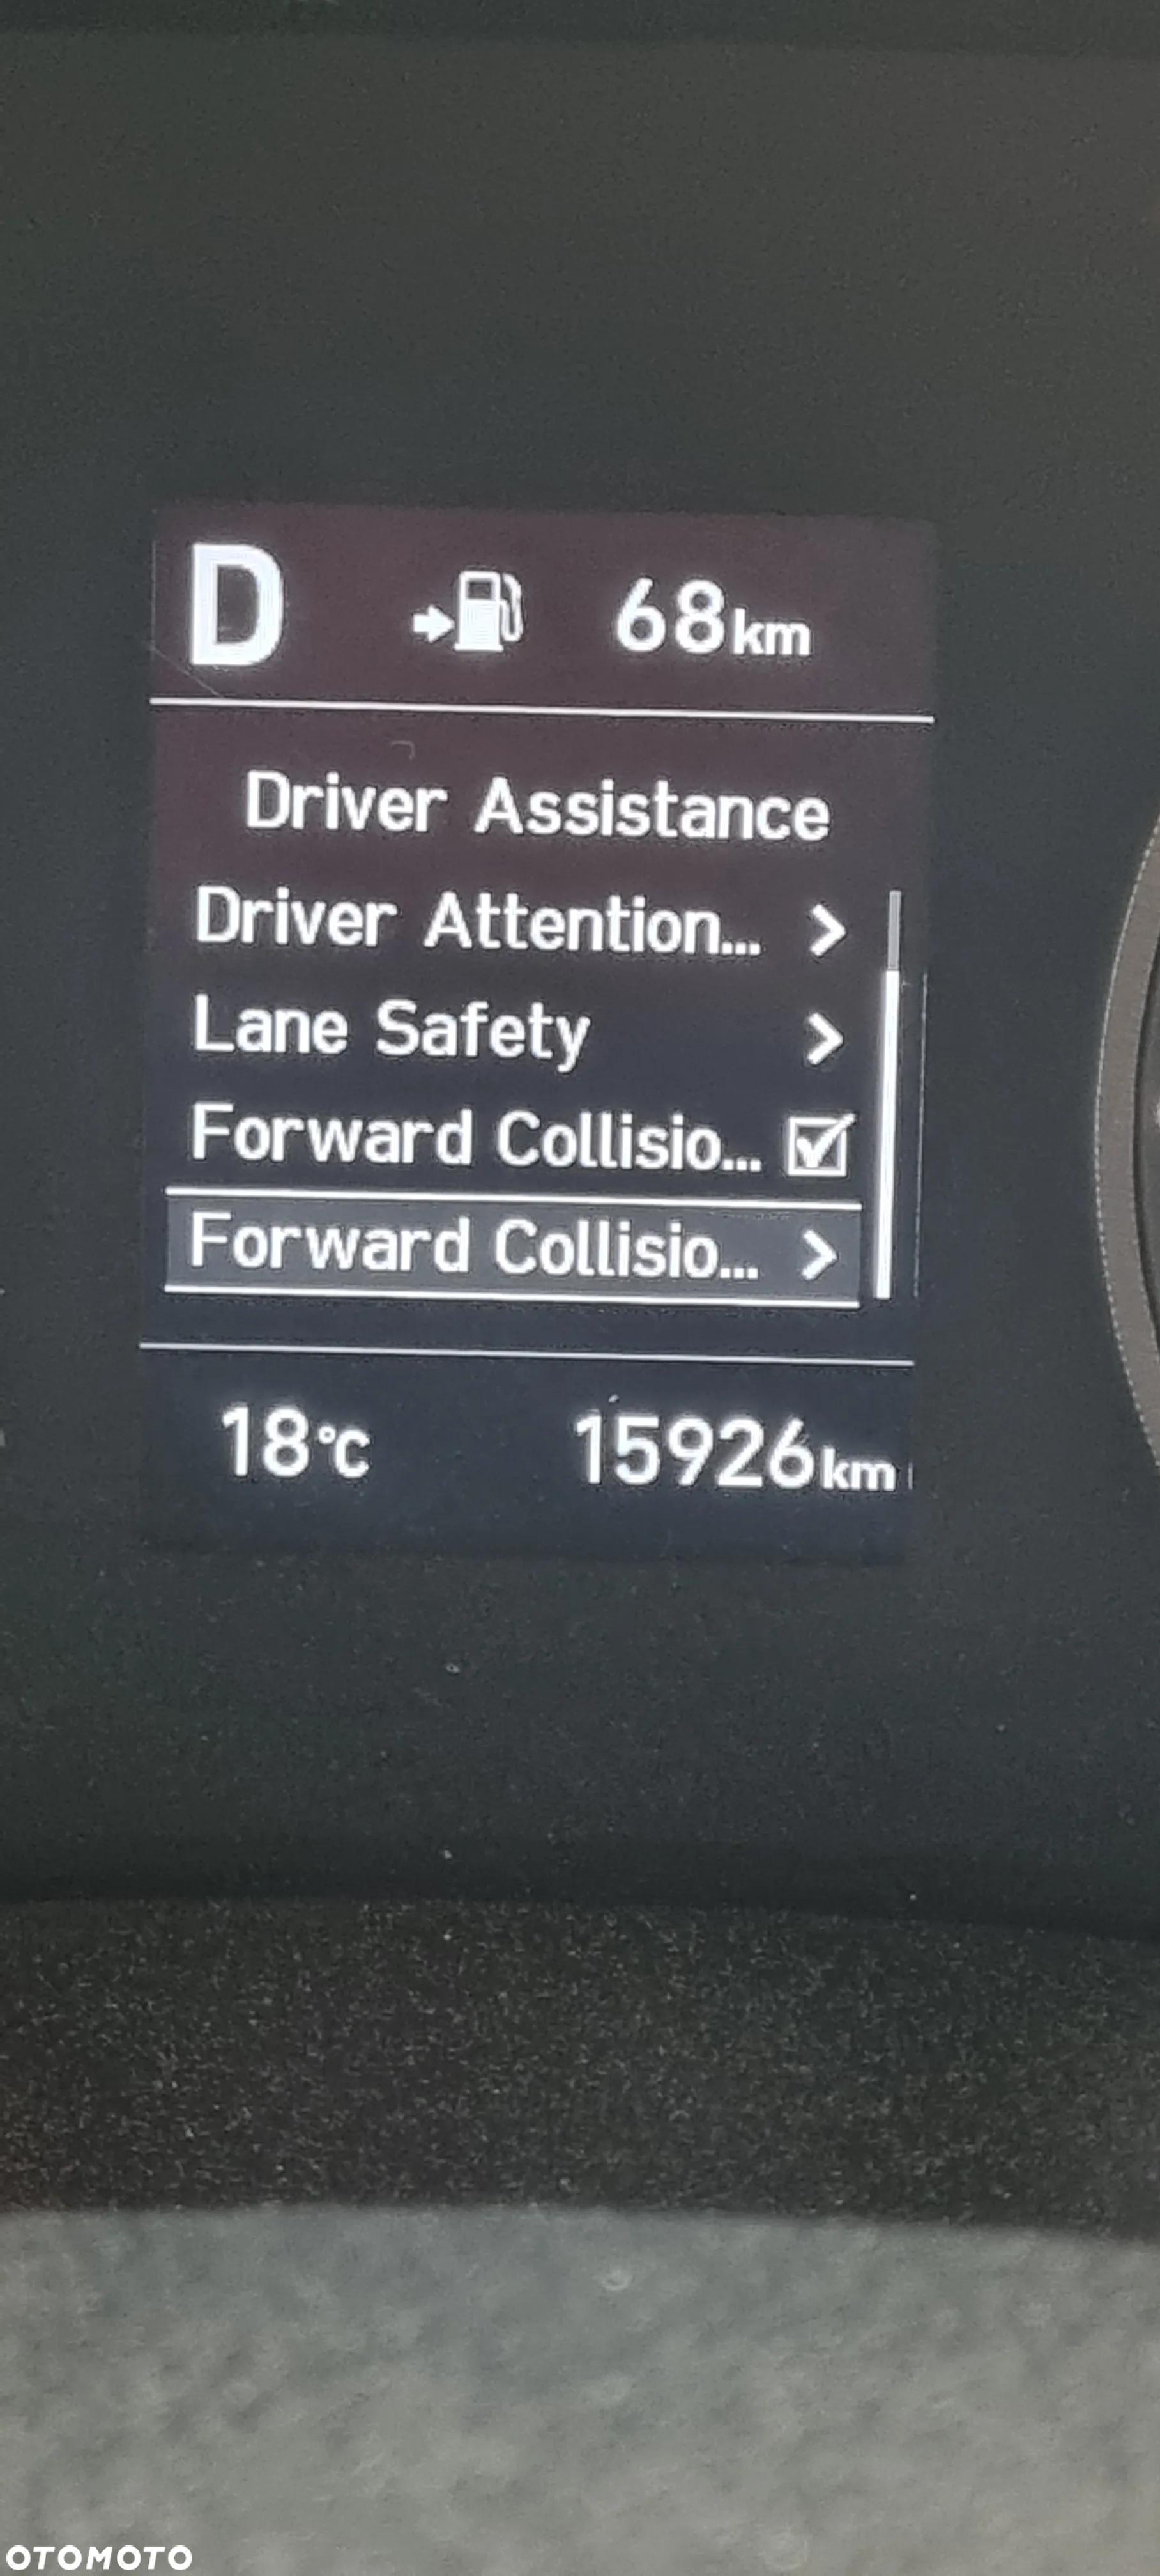 D 68km
Driver Assistance
Driver Attention...
Lane Safety
Forward Collisio...
Forward Collisio...
18°C 15926km
OTOMOTO